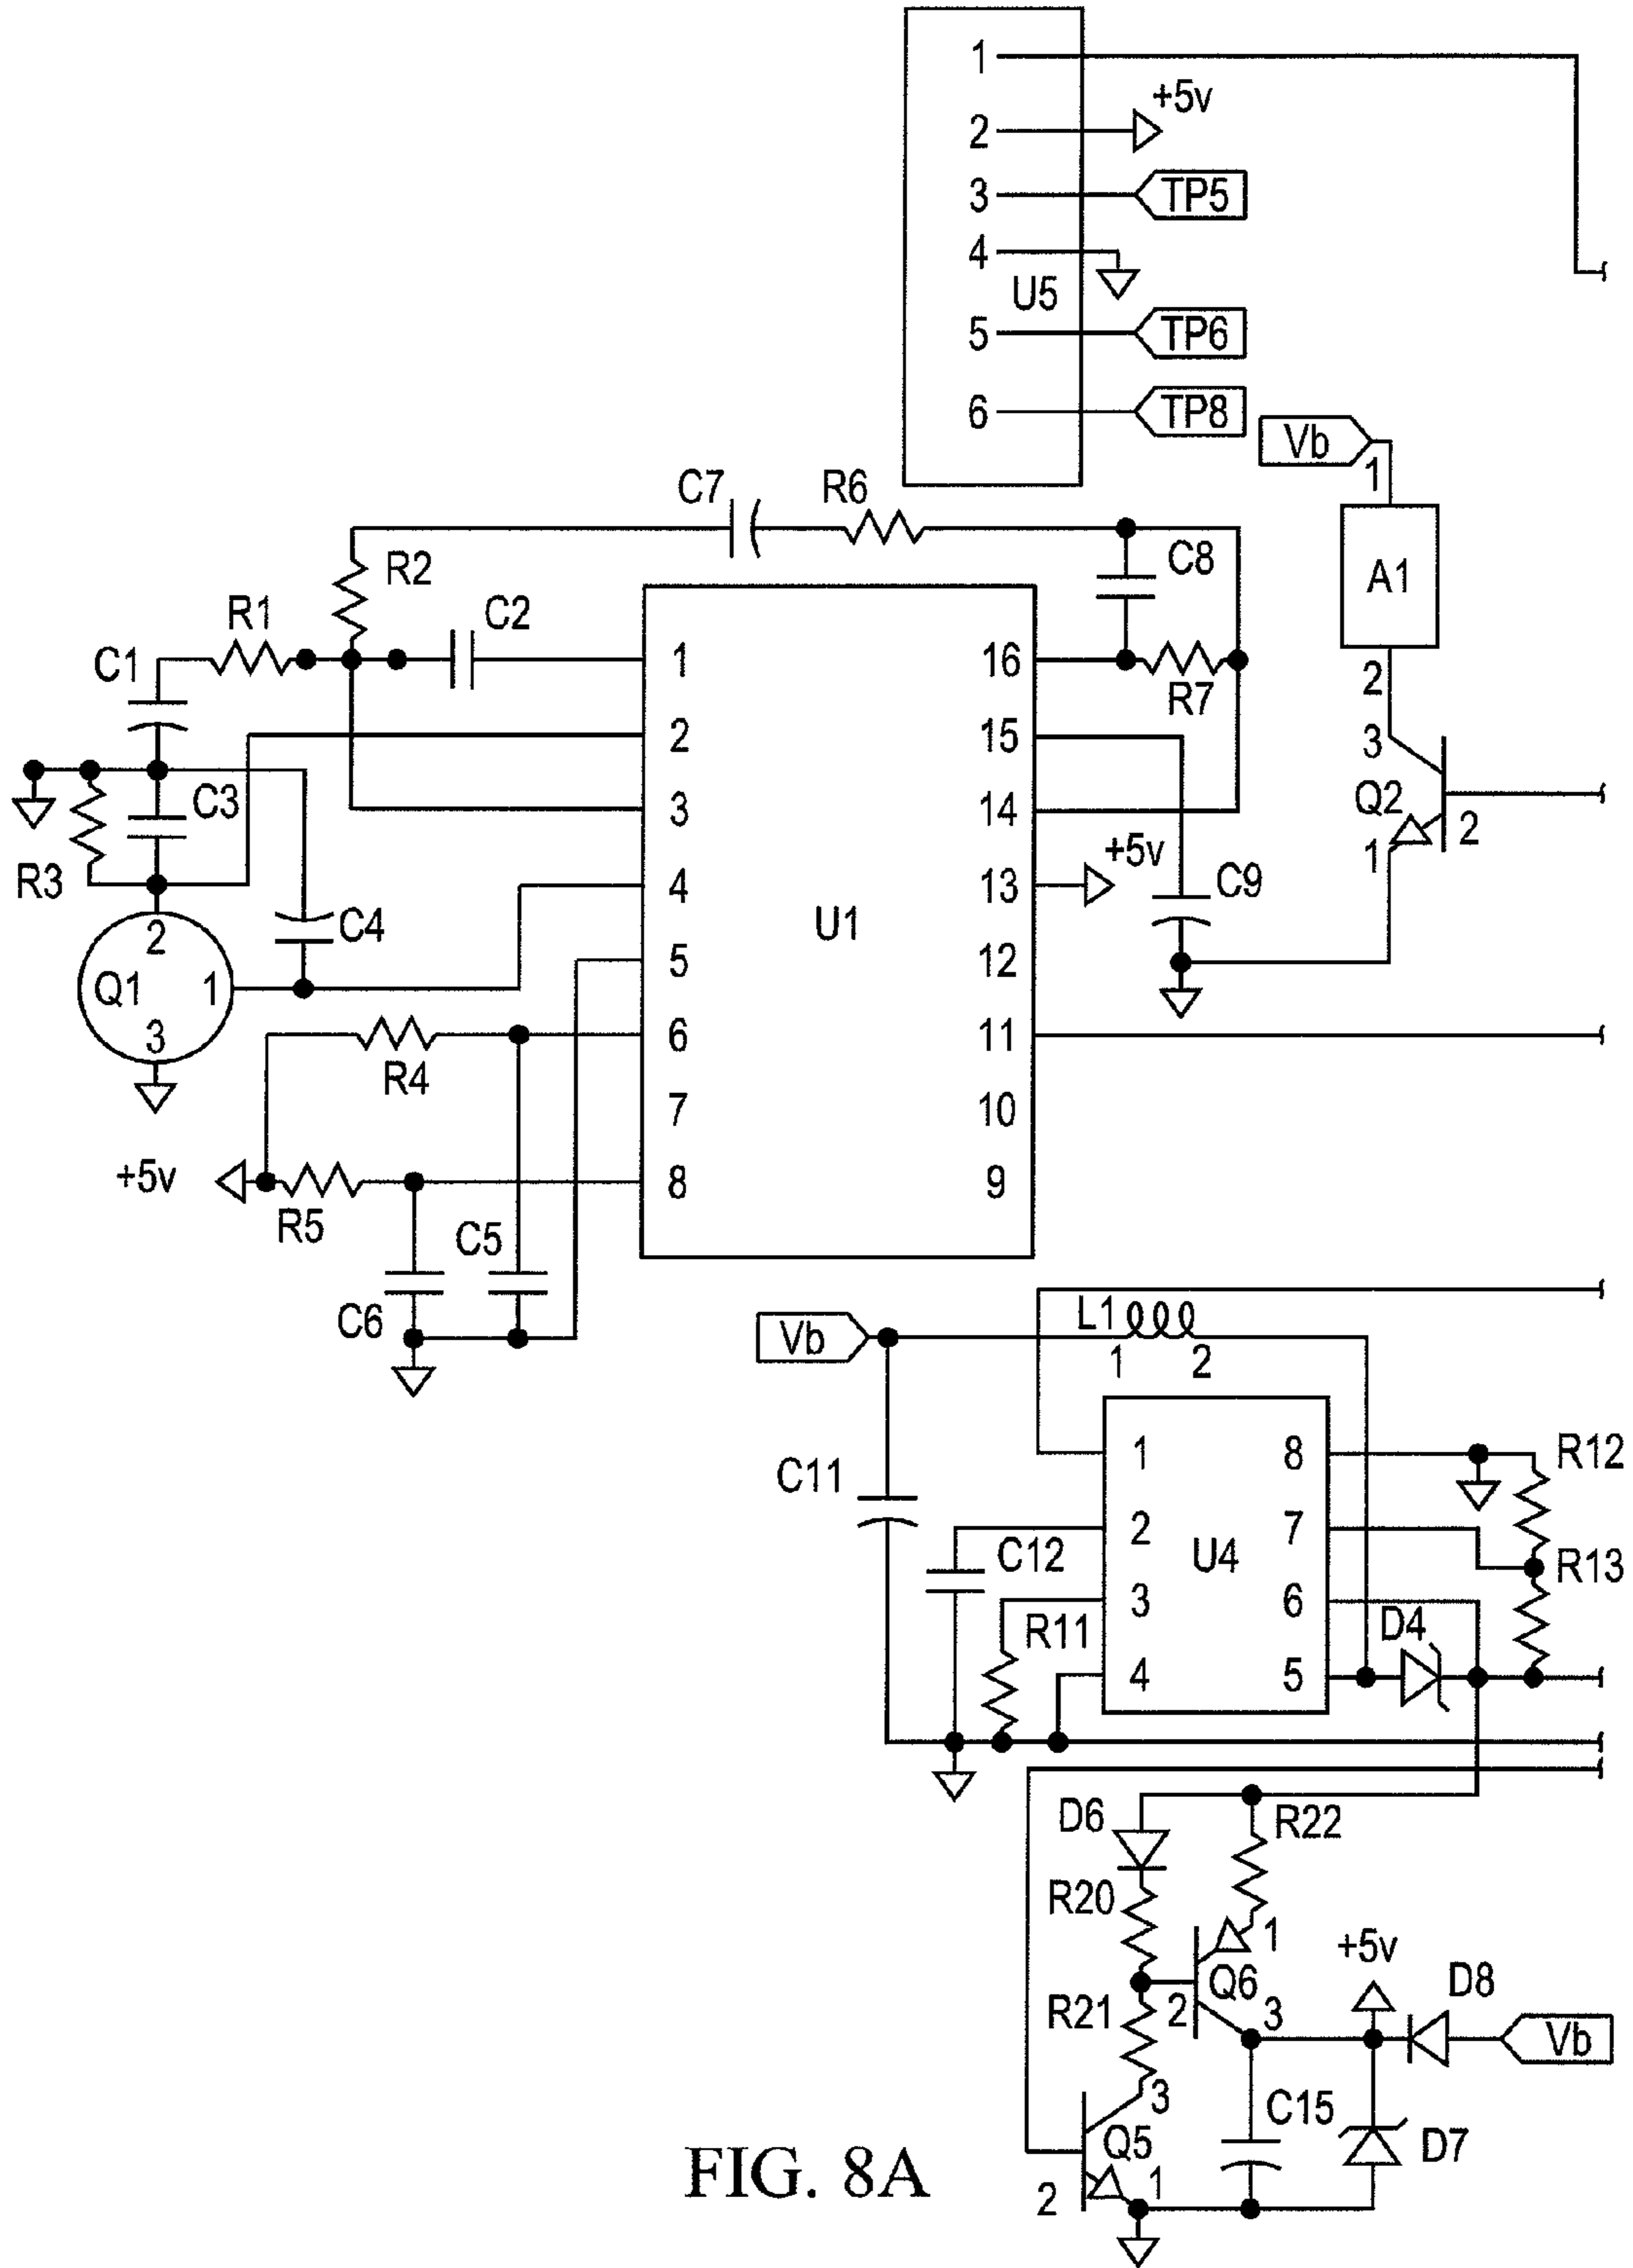 1
+5v
2
3 TP5
4
U5
5 TP6
6 TP8
Vb
1
C7 R6
R2 C8
A1
R1 C2
C1
1 16
R7
2
2 15
3
C3
Q2
3 14
2
1
+5v
R3
4 13
C9
C4
U1
2
5 12
Q1 1
3
6 11
R4
7 10
+5v
8 9
R5
C5
C6
L1
Vb
1 2
1 8 R12
C11
2 7
C12 U4 R13
3 6
R11 D4
4 5
D6 R22
R20
1 +5v
Q6 D8
R21 2 3
Vb
3
C15
Q5 D7
1
2
FIG. 8A